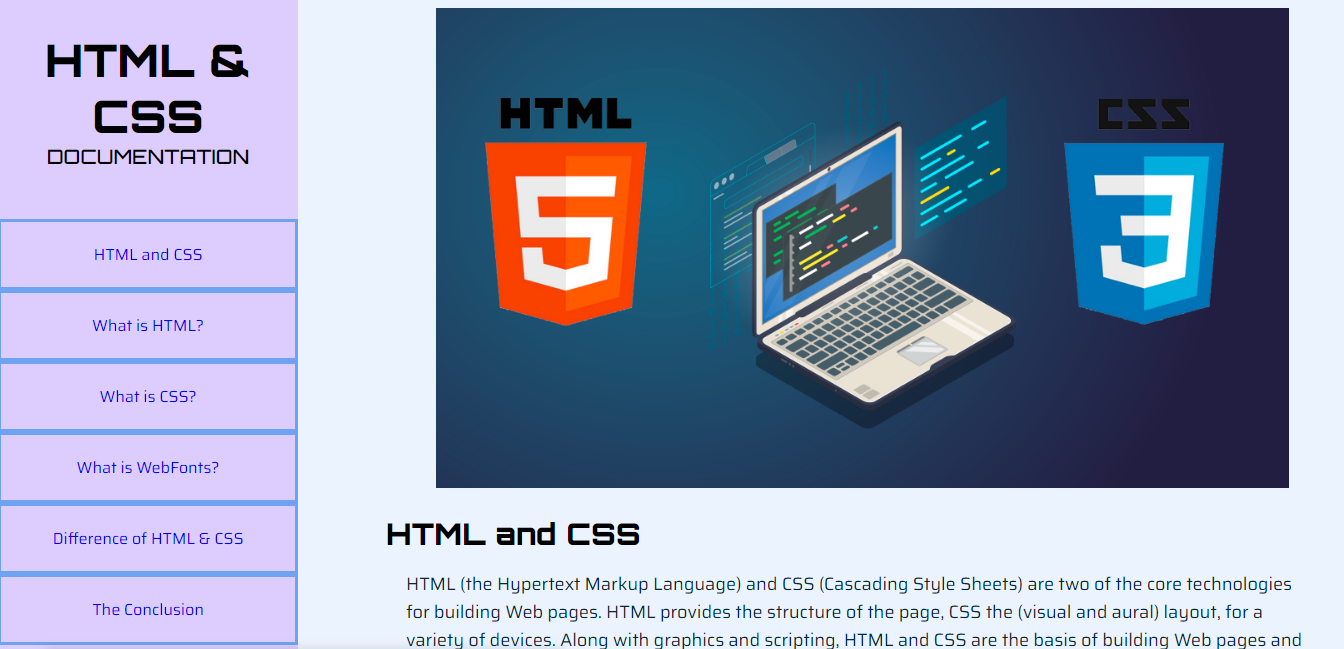 HTML &
CSS
DOCUMENTATION
HTML and CSS
What is HTML?
What is CSS?
What is WebFonts?
Difference of HTML & CSS
The Conclusion
HTML
5
CSS
3
HTML and CSS
HTML (the Hypertext Markup Language) and CSS (Cascading Style Sheets) are two of the core technologies
for building Web pages. HTML provides the structure of the page, CSS the (visual and aural) layout, for a
variety of devices. Along with graphics and scripting, HTML and CSS are the basis of building Web pages and